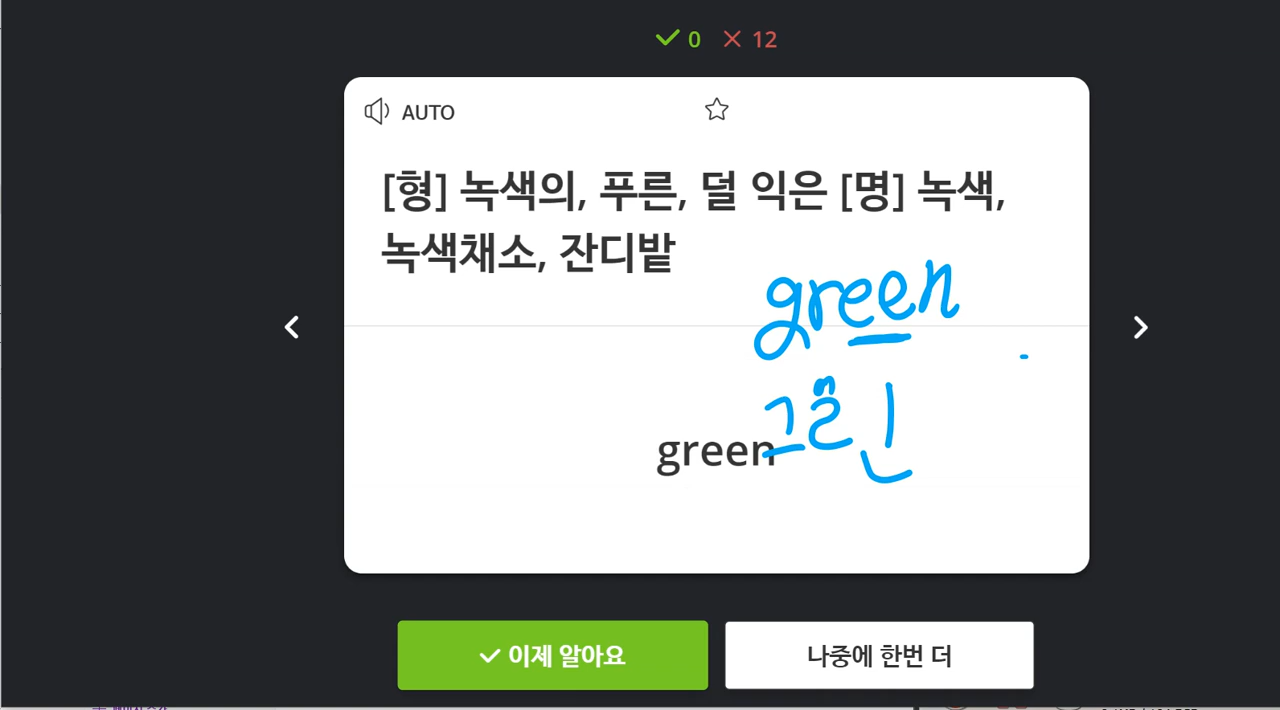 0 12
AUTO
[형] 녹색의, 푸른, 덜 익은 [명] 녹색,
녹색채소, 잔디밭
green
그린
green
이제 알아요
나중에 한번 더